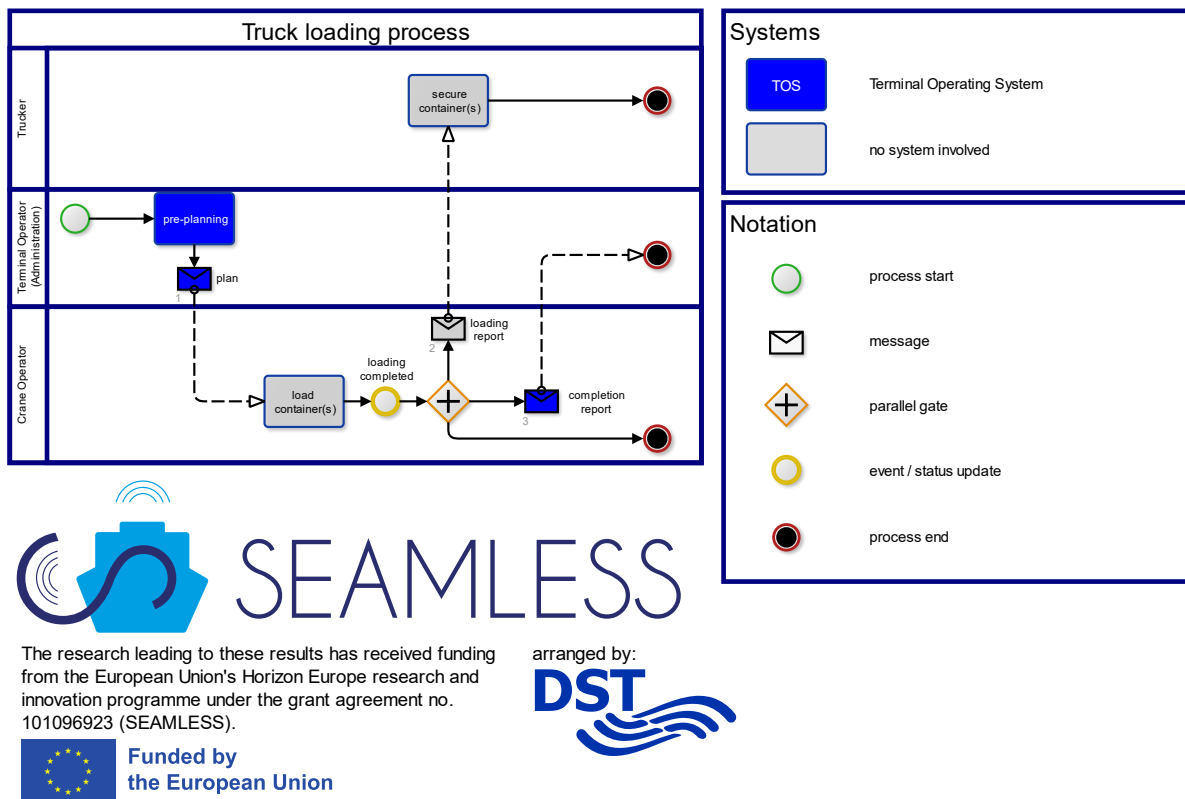 Truck loading process
Trucker
secure
container(s)
Terminal Operator
(Administration)
pre-planning
plan
1
Crane Operator
loading
report
2
loading
completed
load
container(s)
completion
report
3
Systems
TOS
Terminal Operating System
no system involved
Notation
process start
message
parallel gate
event / status update
process end
SEAMLESS
The research leading to these results has received funding
from the European Union's Horizon Europe research and
innovation programme under the grant agreement no.
101096923 (SEAMLESS).
arranged by:
DST
Funded by
the European Union